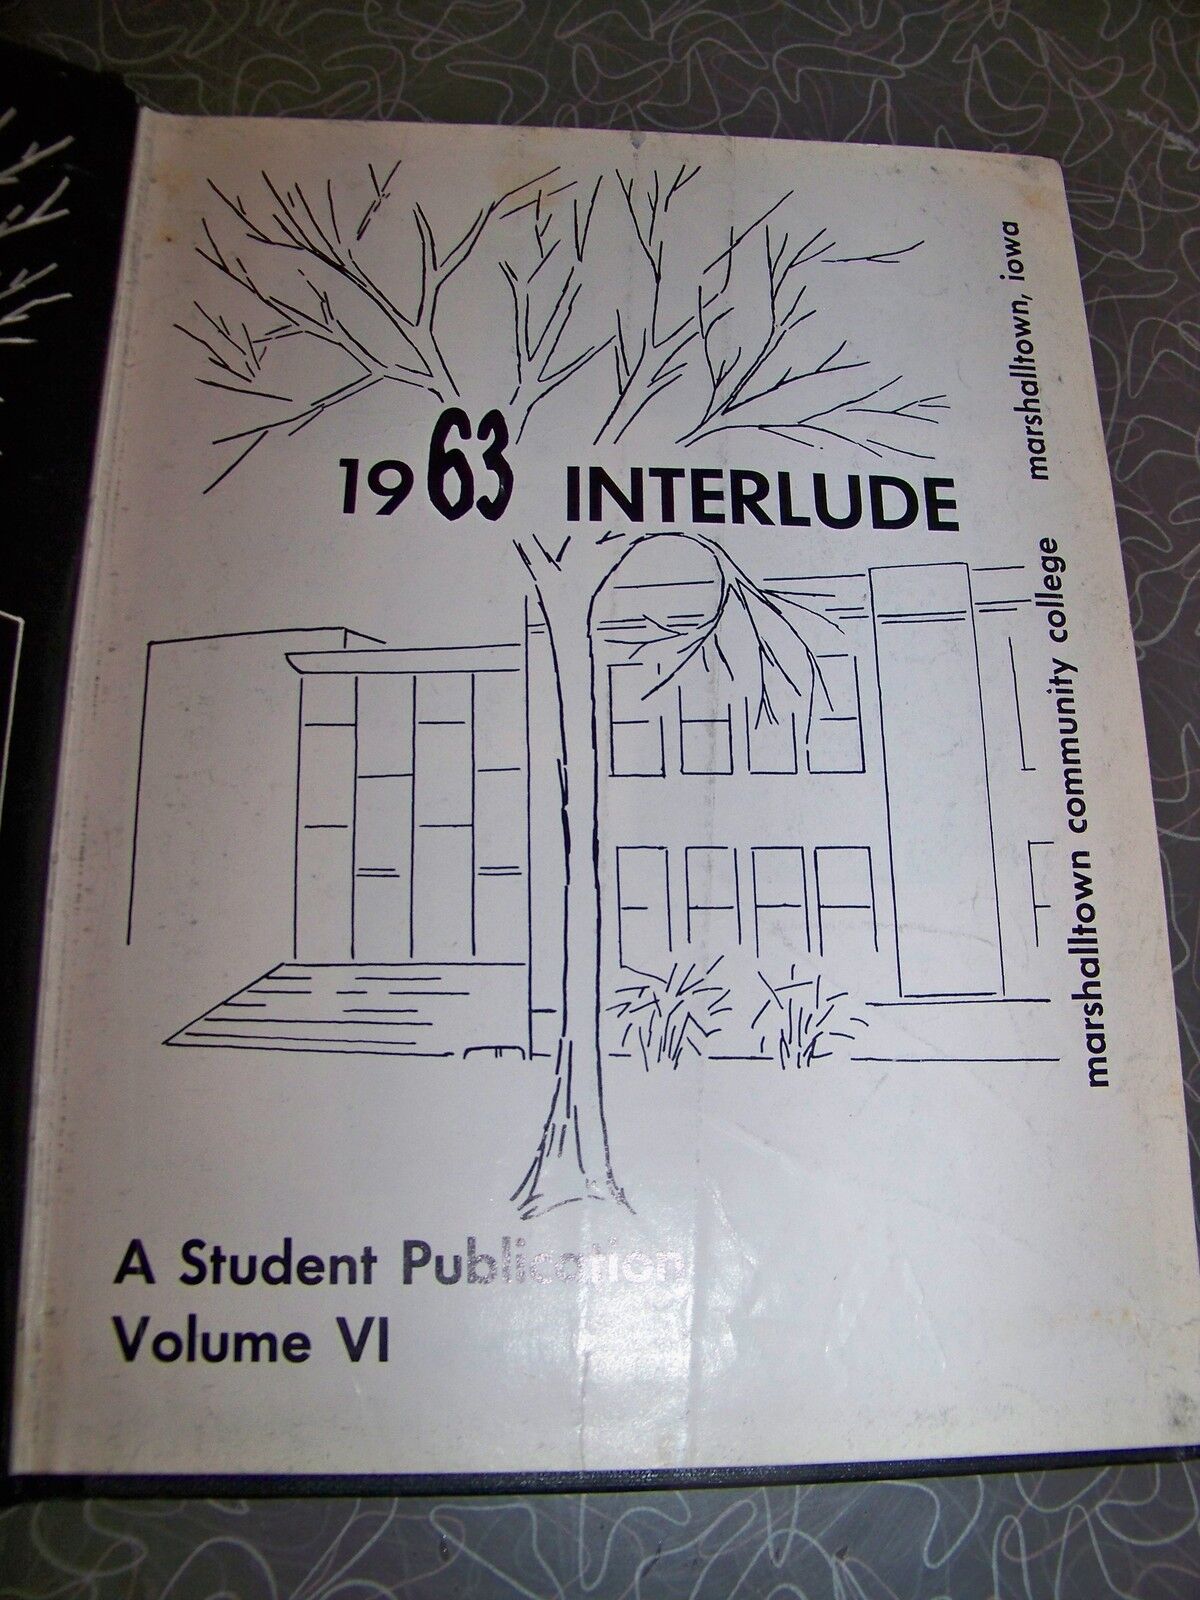 1963 INTERLUDE
marshalltown community college marshalltown, iowa
A Student Publication
Volume VI